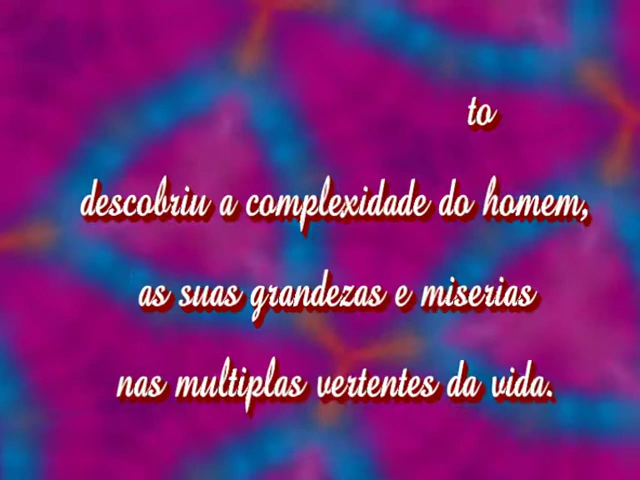 to
descobriu a complexidade do homem,
as suas grandezas e miserias
nas multiplas vertentes da vida.